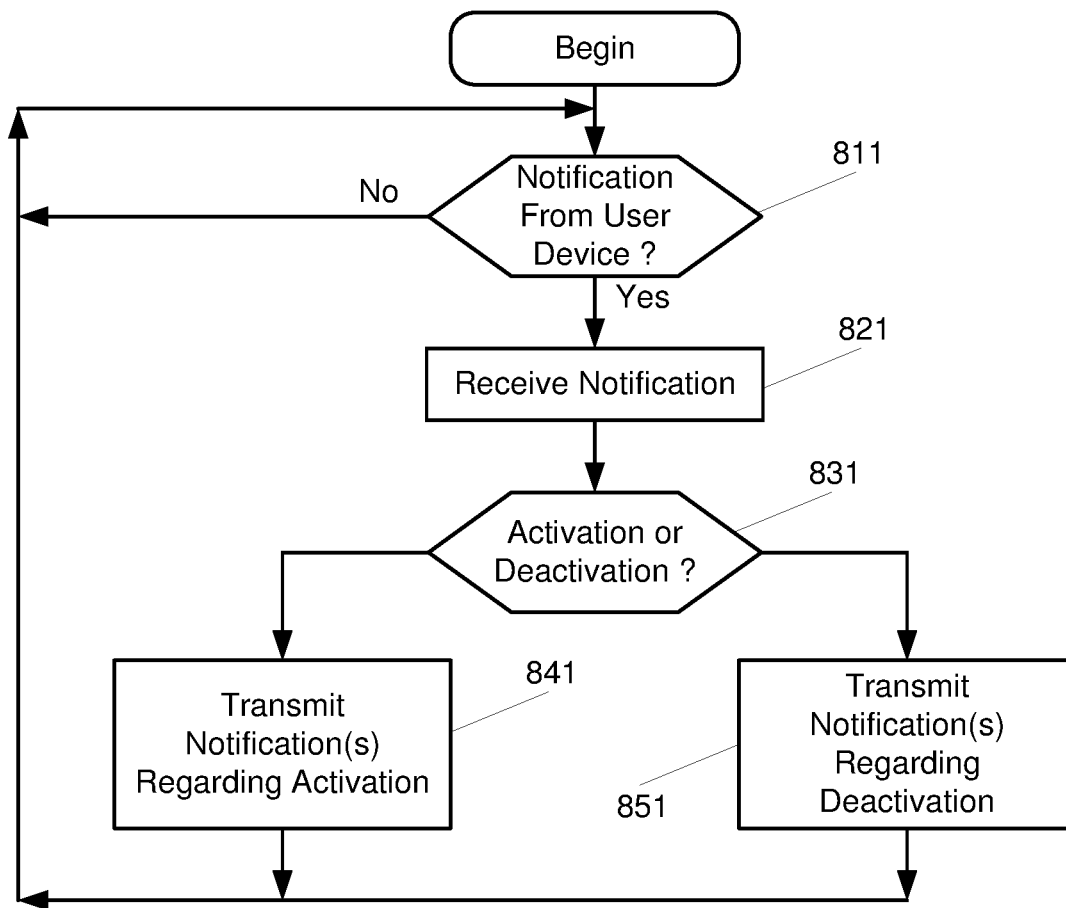 Begin
811
Notification
From User
Device ?
No
Yes
821
Receive Notification
831
Activation or
Deactivation ?
841
Transmit
Notification(s)
Regarding Activation
Transmit
Notification(s)
Regarding
Deactivation
851